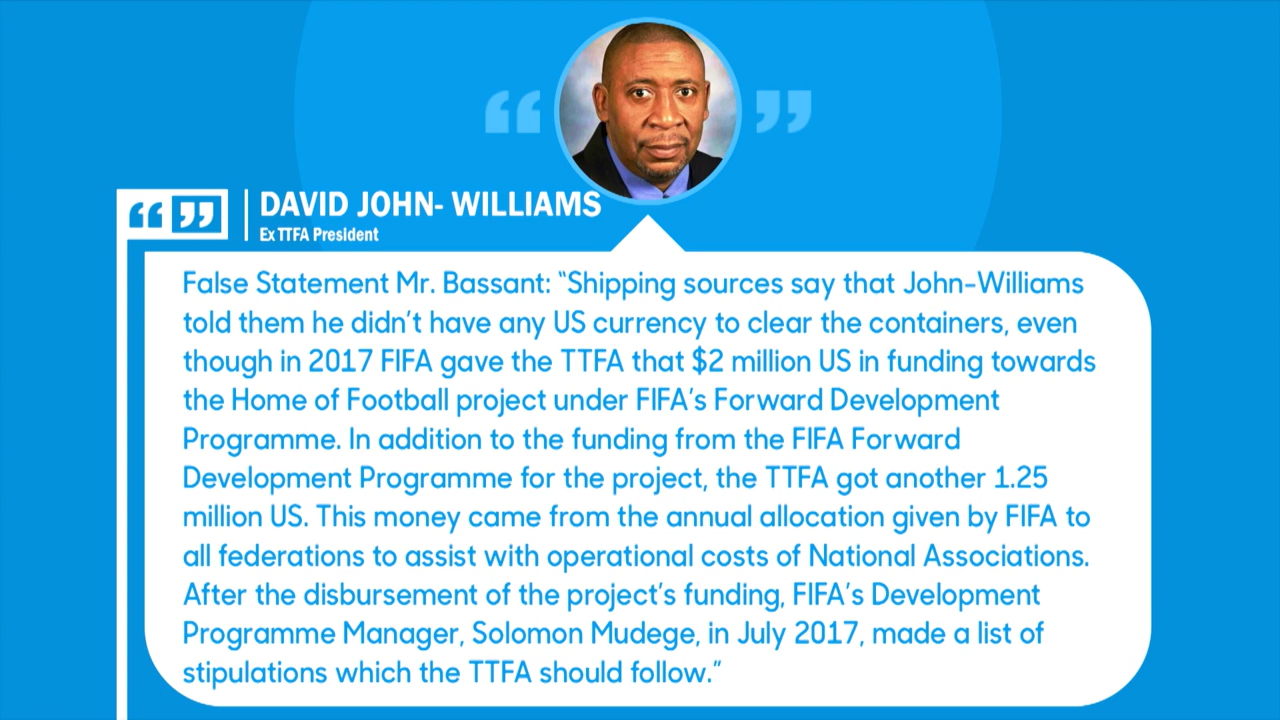 DAVID JOHN- WILLIAMS
Ex TTFA President
False Statement Mr. Bassant: “Shipping sources say that John-Williams
told them he didn’t have any US currency to clear the containers, even
though in 2017 FIFA gave the TTFA that $2 million US in funding towards
the Home of Football project under FIFA’s Forward Development
Programme. In addition to the funding from the FIFA Forward
Development Programme for the project, the TTFA got another 1.25
million US. This money came from the annual allocation given by FIFA to
all federations to assist with operational costs of National Associations.
After the disbursement of the project’s funding, FIFA’s Development
Programme Manager, Solomon Mudege, in July 2017, made a list of
stipulations which the TTFA should follow.”